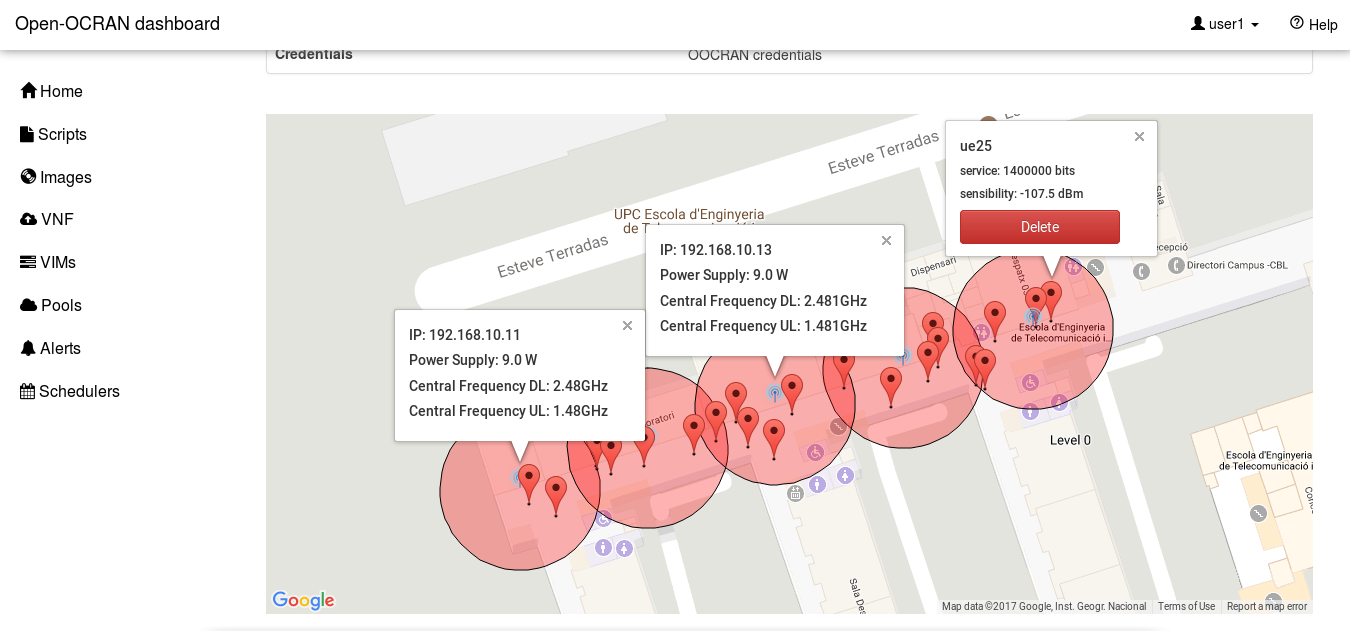 Open-OCRAN dashboard
user1
Help
Credentials
OOCRAN credentials
Home
Scripts
Images
VNF
VIMs
Pools
Alerts
Schedulers
Esteve Terradas
ue25
service: 1400000 bits
sensibility: -107.5 dBm
Delete
UPC Escola d'Enginyeria
Esteve Terradas
IP: 192.168.10.13
Power Supply: 9.0 W
Central Frequency DL: 2.481GHz
Central Frequency UL: 1.481GHz
Dispensari
Directori Campus -CBL
IP: 192.168.10.11
Power Supply: 9.0 W
Central Frequency DL: 2.48GHz
Central Frequency UL: 1.48GHz
Escola d'Enginyeria
de Telecomunicació i...
Level 0
Escola d'Enginyeria
de Telecomunicació i
Google
Map data ©2017 Google, Inst. Geogr. Nacional
Terms of Use
Report a map error